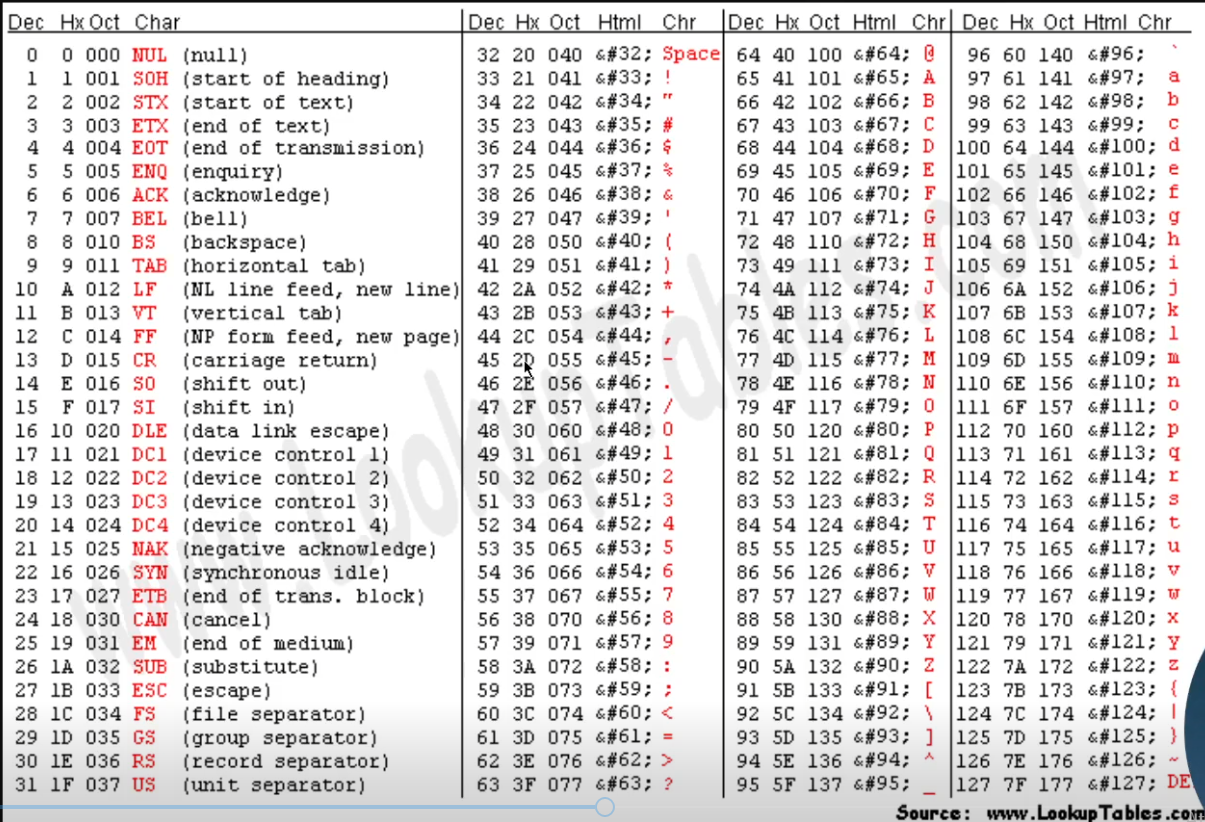 Dec Hx Oct Char Dec Hx Oct Html Chr Dec Hx Oct Html Chr Dec Hx Oct Html Chr
0 0 000 NUL (null) 32 20 040 &#32; Space 64 40 100 &#64; @ 96 60 140 &#96; `
1 1 001 SOH (start of heading) 33 21 041 &#33; ! 65 41 101 &#65; A 97 61 141 &#97; a
2 2 002 STX (start of text) 34 22 042 &#34; " 66 42 102 &#66; B 98 62 142 &#98; b
3 3 003 ETX (end of text) 35 23 043 &#35; # 67 43 103 &#67; C 99 63 143 &#99; c
4 4 004 EOT (end of transmission) 36 24 044 &#36; $ 68 44 104 &#68; D 100 64 144 &#100; d
5 5 005 ENQ (enquiry) 37 25 045 &#37; % 69 45 105 &#69; E 101 65 145 &#101; e
6 6 006 ACK (acknowledge) 38 26 046 &#38; & 70 46 106 &#70; F 102 66 146 &#102; f
7 7 007 BEL (bell) 39 27 047 &#39; ' 71 47 107 &#71; G 103 67 147 &#103; g
8 8 010 BS (backspace) 40 28 050 &#40; ( 72 48 110 &#72; H 104 68 150 &#104; h
9 9 011 TAB (horizontal tab) 41 29 051 &#41; ) 73 49 111 &#73; I 105 69 151 &#105; i
10 A 012 LF (NL line feed, new line) 42 2A 052 &#42; * 74 4A 112 &#74; J 106 6A 152 &#106; j
11 B 013 VT (vertical tab) 43 2B 053 &#43; + 75 4B 113 &#75; K 107 6B 153 &#107; k
12 C 014 FF (NP form feed, new page) 44 2C 054 &#44; , 76 4C 114 &#76; L 108 6C 154 &#108; l
13 D 015 CR (carriage return) 45 2D 055 &#45; - 77 4D 115 &#77; M 109 6D 155 &#109; m
14 E 016 SO (shift out) 46 2E 056 &#46; . 78 4E 116 &#78; N 110 6E 156 &#110; n
15 F 017 SI (shift in) 47 2F 057 &#47; / 79 4F 117 &#79; O 111 6F 157 &#111; o
16 10 020 DLE (data link escape) 48 30 060 &#48; 0 80 50 120 &#80; P 112 70 160 &#112; p
17 11 021 DC1 (device control 1) 49 31 061 &#49; 1 81 51 121 &#81; Q 113 71 161 &#113; q
18 12 022 DC2 (device control 2) 50 32 062 &#50; 2 82 52 122 &#82; R 114 72 162 &#114; r
19 13 023 DC3 (device control 3) 51 33 063 &#51; 3 83 53 123 &#83; S 115 73 163 &#115; s
20 14 024 DC4 (device control 4) 52 34 064 &#52; 4 84 54 124 &#84; T 116 74 164 &#116; t
21 15 025 NAK (negative acknowledge) 53 35 065 &#53; 5 85 55 125 &#85; U 117 75 165 &#117; u
22 16 026 SYN (synchronous idle) 54 36 066 &#54; 6 86 56 126 &#86; V 118 76 166 &#118; v
23 17 027 ETB (end of trans. block) 55 37 067 &#55; 7 87 57 127 &#87; W 119 77 167 &#119; w
24 18 030 CAN (cancel) 56 38 070 &#56; 8 88 58 130 &#88; X 120 78 170 &#120; x
25 19 031 EM (end of medium) 57 39 071 &#57; 9 89 59 131 &#89; Y 121 79 171 &#121; y
26 1A 032 SUB (substitute) 58 3A 072 &#58; : 90 5A 132 &#90; Z 122 7A 172 &#122; z
27 1B 033 ESC (escape) 59 3B 073 &#59; ; 91 5B 133 &#91; [ 123 7B 173 &#123; {
28 1C 034 FS (file separator) 60 3C 074 &#60; < 92 5C 134 &#92; \ 124 7C 174 &#124; |
29 1D 035 GS (group separator) 61 3D 075 &#61; = 93 5D 135 &#93; ] 125 7D 175 &#125; }
30 1E 036 RS (record separator) 62 3E 076 &#62; > 94 5E 136 &#94; ^ 126 7E 176 &#126; ~
31 1F 037 US (unit separator) 63 3F 077 &#63; ? 95 5F 137 &#95; _ 127 7F 177 &#127; DE
Source: www.LookupTables.com
www.LookupTables.com